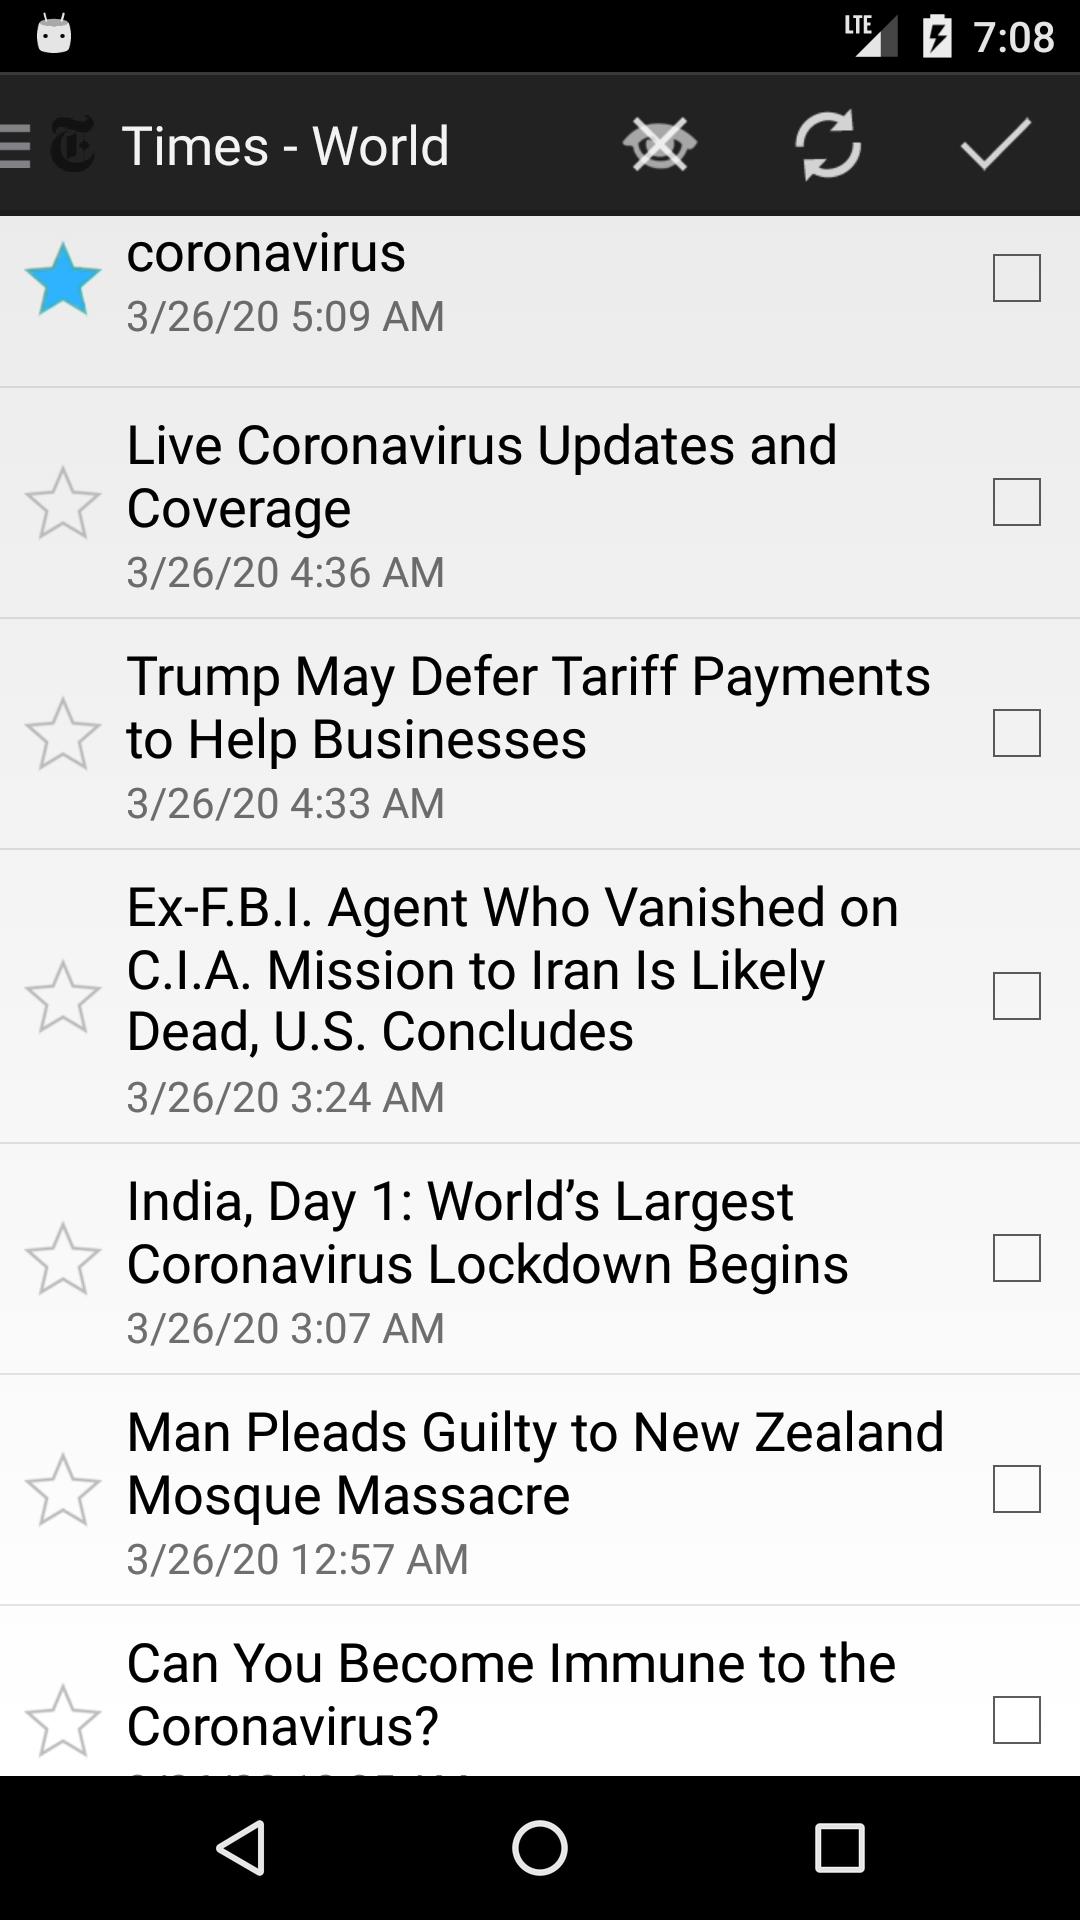 LTE 7:08
Times - World
coronavirus
3/26/20 5:09 AM
Live Coronavirus Updates and
Coverage
3/26/20 4:36 AM
Trump May Defer Tariff Payments
to Help Businesses
3/26/20 4:33 AM
Ex-F.B.I. Agent Who Vanished on
C.I.A. Mission to Iran Is Likely
Dead, U.S. Concludes
3/26/20 3:24 AM
India, Day 1: World’s Largest
Coronavirus Lockdown Begins
3/26/20 3:07 AM
Man Pleads Guilty to New Zealand
Mosque Massacre
3/26/20 12:57 AM
Can You Become Immune to the
Coronavirus?